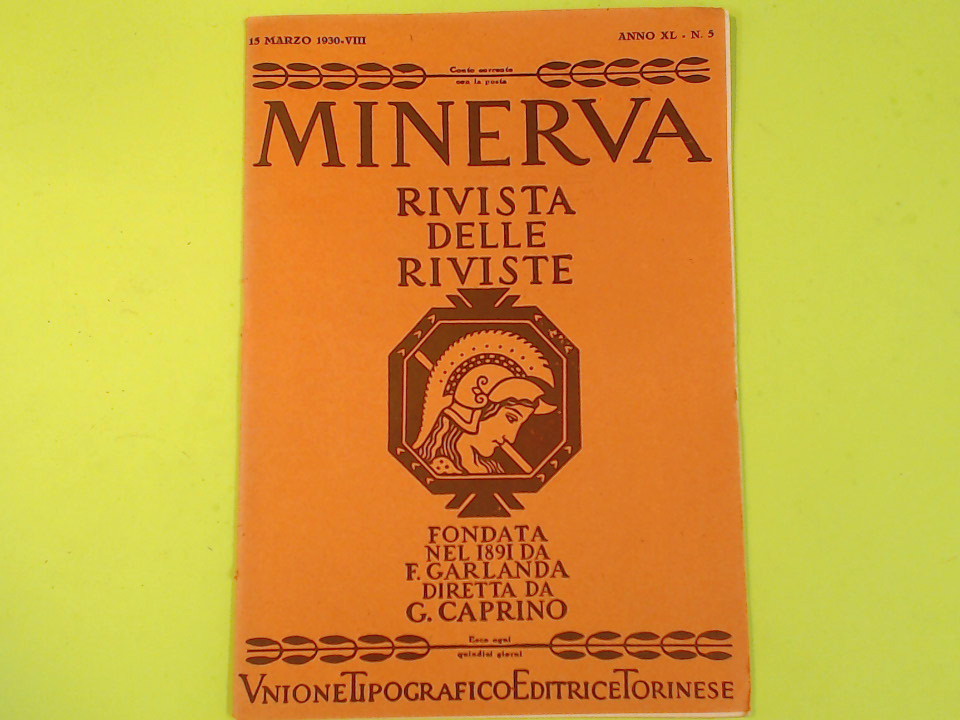 15 MARZO 1930-VIII ANNO XL - N. 5
Conto corrente
con la posta
MINERVA
RIVISTA
DELLE
RIVISTE
FONDATA
NEL 1891 DA
F. GARLANDA
DIRETTA DA
G. CAPRINO
Esce ogni
quindici giorni
VNIONE TIPOGRAFICO-EDITRICE TORINESE